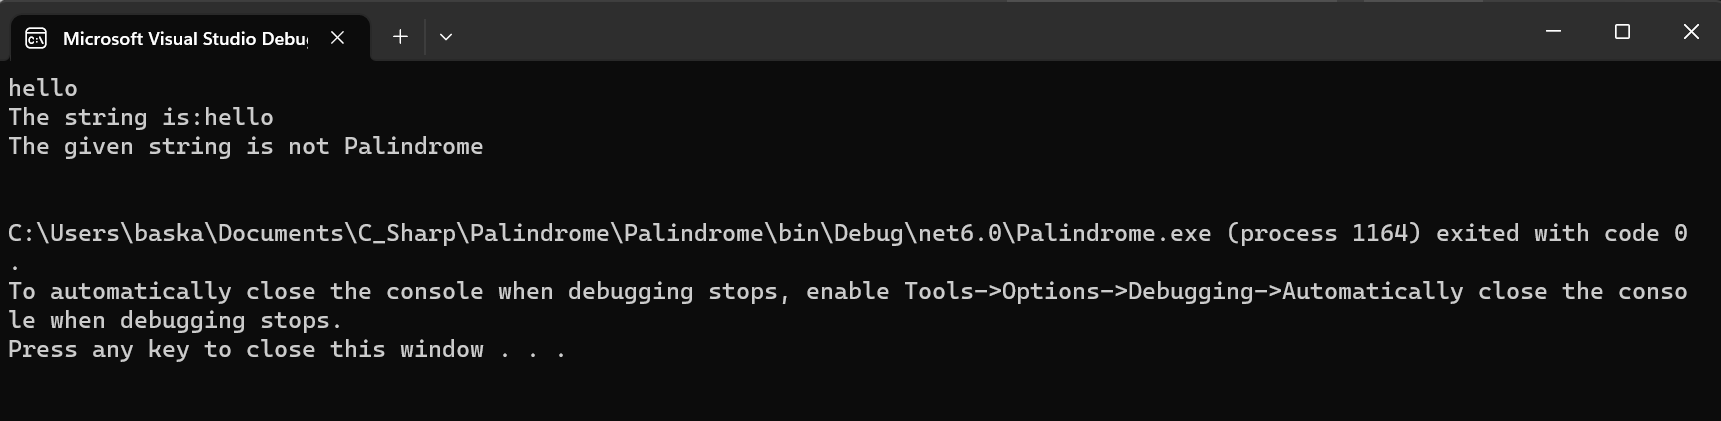 Microsoft Visual Studio Debu
hello
The string is:hello
The given string is not Palindrome
C:\Users\baska\Documents\C_Sharp\Palindrome\Palindrome\bin\Debug\net6.0\Palindrome.exe (process 1164) exited with code 0
.
To automatically close the console when debugging stops, enable Tools->Options->Debugging->Automatically close the conso
le when debugging stops.
Press any key to close this window . . .